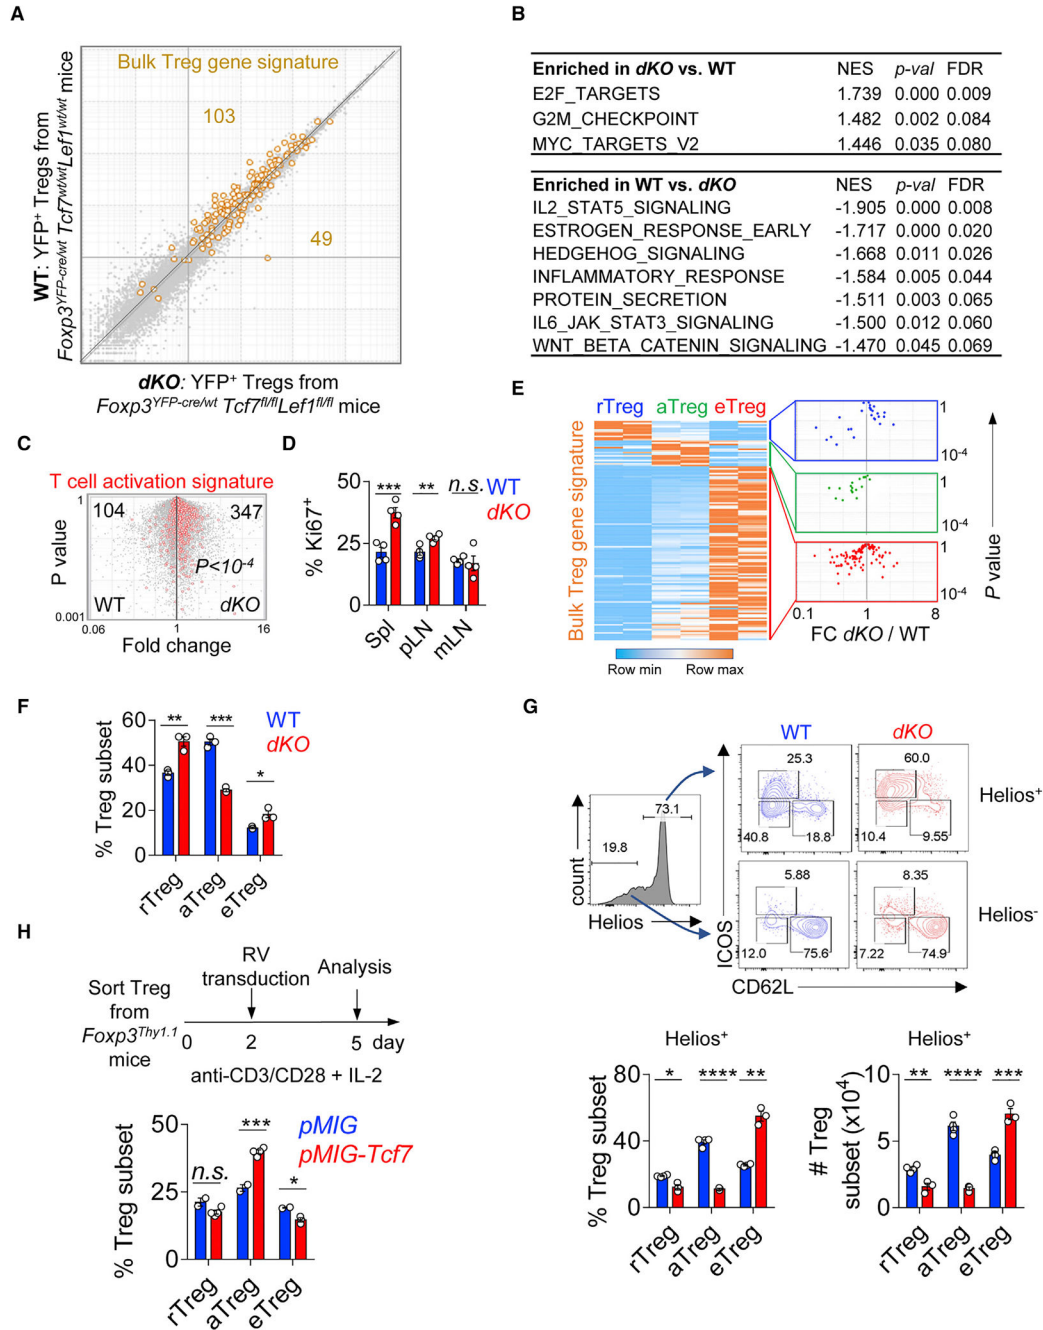 A
Bulk Treg gene signature
103
49
WT: YFP+ Tregs from
Foxp3YFP-cre/wt Tcf7wt/wtLef1wt/wt mice
dKO: YFP+ Tregs from
Foxp3YFP-cre/wt Tcf7fl/flLef1fl/fl mice
B
Enriched in dKO vs. WT NES p-val FDR
E2F_TARGETS 1.739 0.000 0.009
G2M_CHECKPOINT 1.482 0.002 0.084
MYC_TARGETS_V2 1.446 0.035 0.080
Enriched in WT vs. dKO NES p-val FDR
IL2_STAT5_SIGNALING -1.905 0.000 0.008
ESTROGEN_RESPONSE_EARLY -1.717 0.000 0.020
HEDGEHOG_SIGNALING -1.668 0.011 0.026
INFLAMMATORY_RESPONSE -1.584 0.005 0.044
PROTEIN_SECRETION -1.511 0.003 0.065
IL6_JAK_STAT3_SIGNALING -1.500 0.012 0.060
WNT_BETA_CATENIN_SIGNALING -1.470 0.045 0.069
C
T cell activation signature
1
104 347
P<10-4
WT dKO
P value
0.001
0.06 1 16
Fold change
D
% Ki67+
50
25
0
*** ** n.s.
WT
dKO
Spl pLN mLN
E
rTreg aTreg eTreg
Bulk Treg gene signature
Row min Row max
1
10-4
1
10-4
1
10-4
P value
0.1 1 8
FC dKO / WT
F
% Treg subset
60
40
20
0
** *** *
WT
dKO
rTreg aTreg eTreg
G
count
73.1
19.8
Helios
WT dKO
25.3 60.0
40.8 18.8 10.4 9.55
Helios+
5.88 8.35
12.0 75.6 7.22 74.9
Helios-
ICOS
CD62L
Helios+
% Treg subset
80
40
0
* **** **
rTreg aTreg eTreg
Helios+
# Treg
subset (x104)
10
5
0
** **** ***
rTreg aTreg eTreg
H
RV
transduction
Analysis
Sort Treg
from
Foxp3Thy1.1
mice
0 2 5 day
anti-CD3/CD28 + IL-2
% Treg subset
50
25
0
n.s. *** *
pMIG
pMIG-Tcf7
rTreg aTreg eTreg